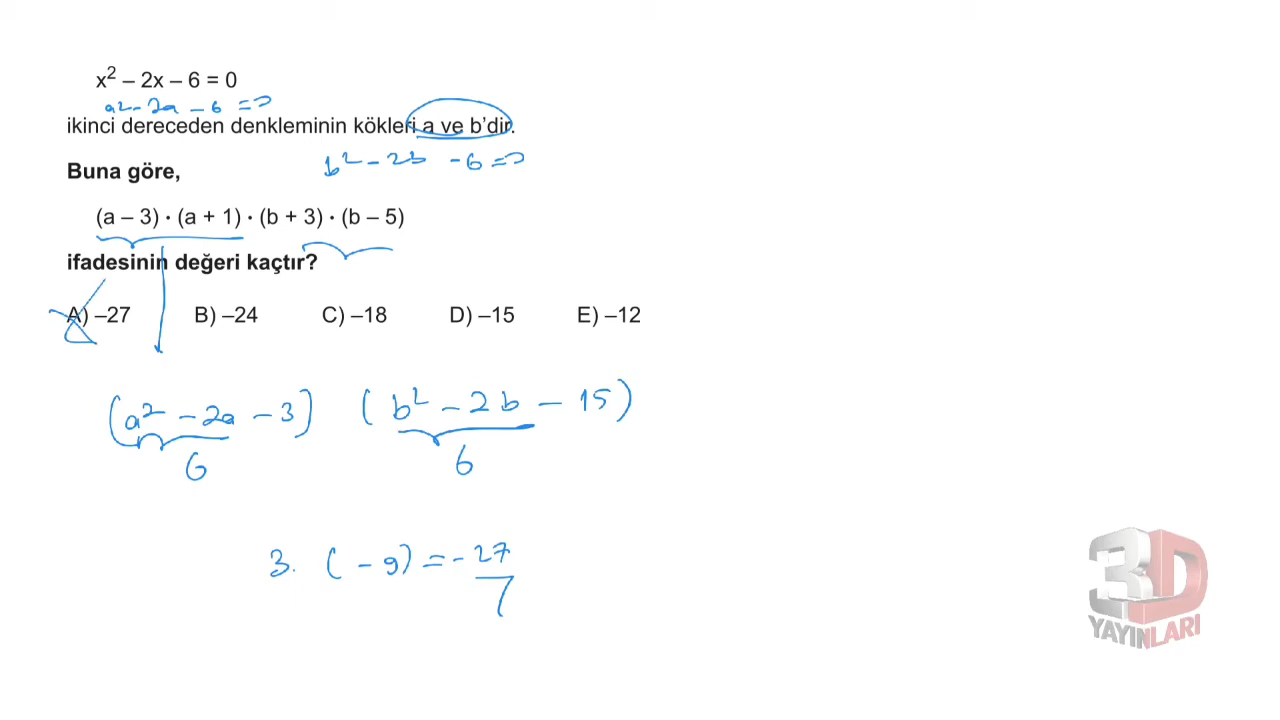 x² – 2x – 6 = 0
a² - 2a - 6 = 0
ikinci dereceden denkleminin kökleri a ve b'dir.
b² - 2b - 6 = 0
Buna göre,
(a – 3) · (a + 1) · (b + 3) · (b – 5)
ifadesinin değeri kaçtır?
A) –27 B) –24 C) –18 D) –15 E) –12
(a² - 2a - 3) (b² - 2b - 15)
6 6
3. (-9) = -27
3D
YAYINLARI